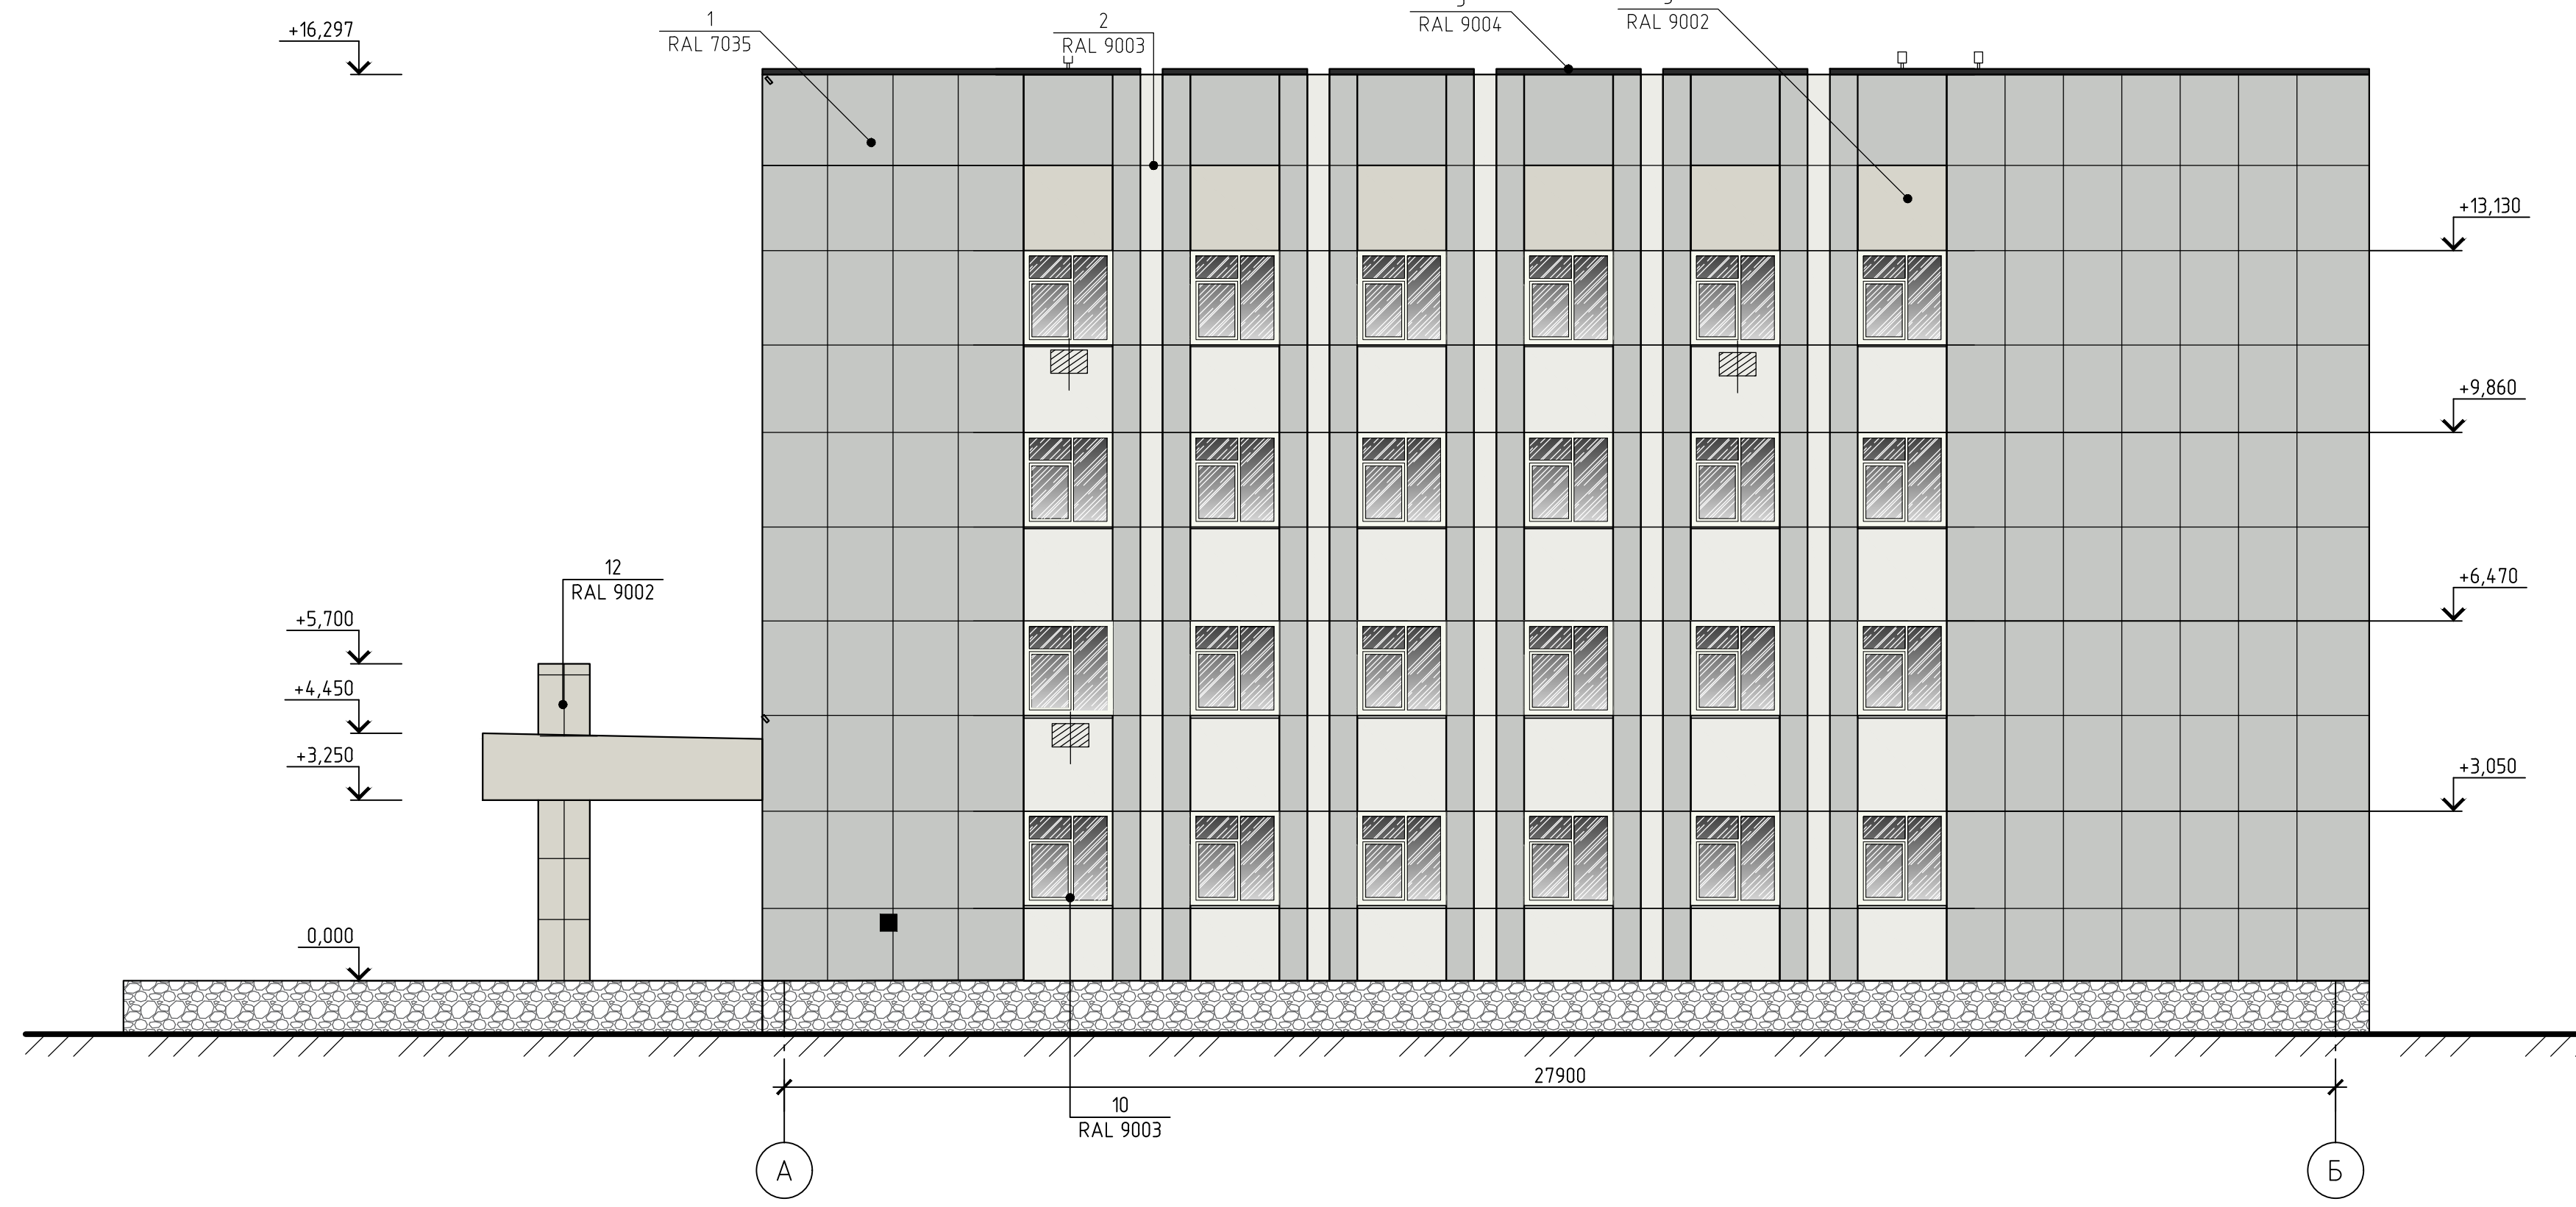 1
RAL 7035
2
RAL 9003
RAL 9004
RAL 9002
+16,297
+13,130
+9,860
12
RAL 9002
+6,470
+5,700
+4,450
+3,250
+3,050
0,000
27900
10
RAL 9003
А
Б